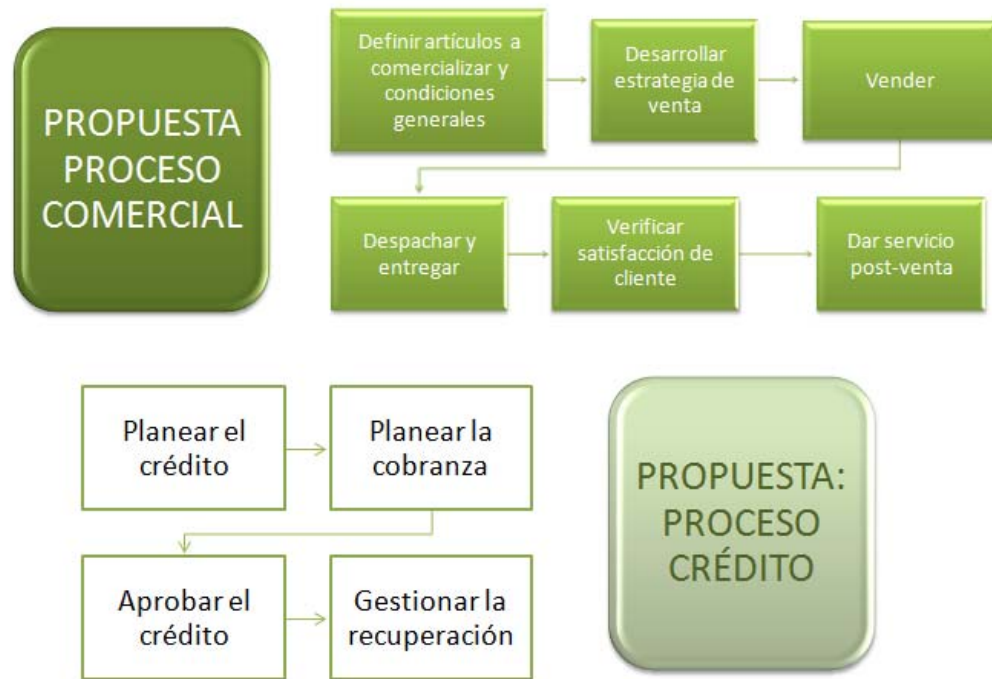 PROPUESTA
PROCESO
COMERCIAL
Definir artículos a
comercializar y
condiciones
generales
Desarrollar
estrategia de
venta
Vender
Despachar y
entregar
Verificar
satisfacción de
cliente
Dar servicio
post-venta
Planear el
crédito
Planear la
cobranza
Aprobar el
crédito
Gestionar la
recuperación
PROPUESTA:
PROCESO
CRÉDITO